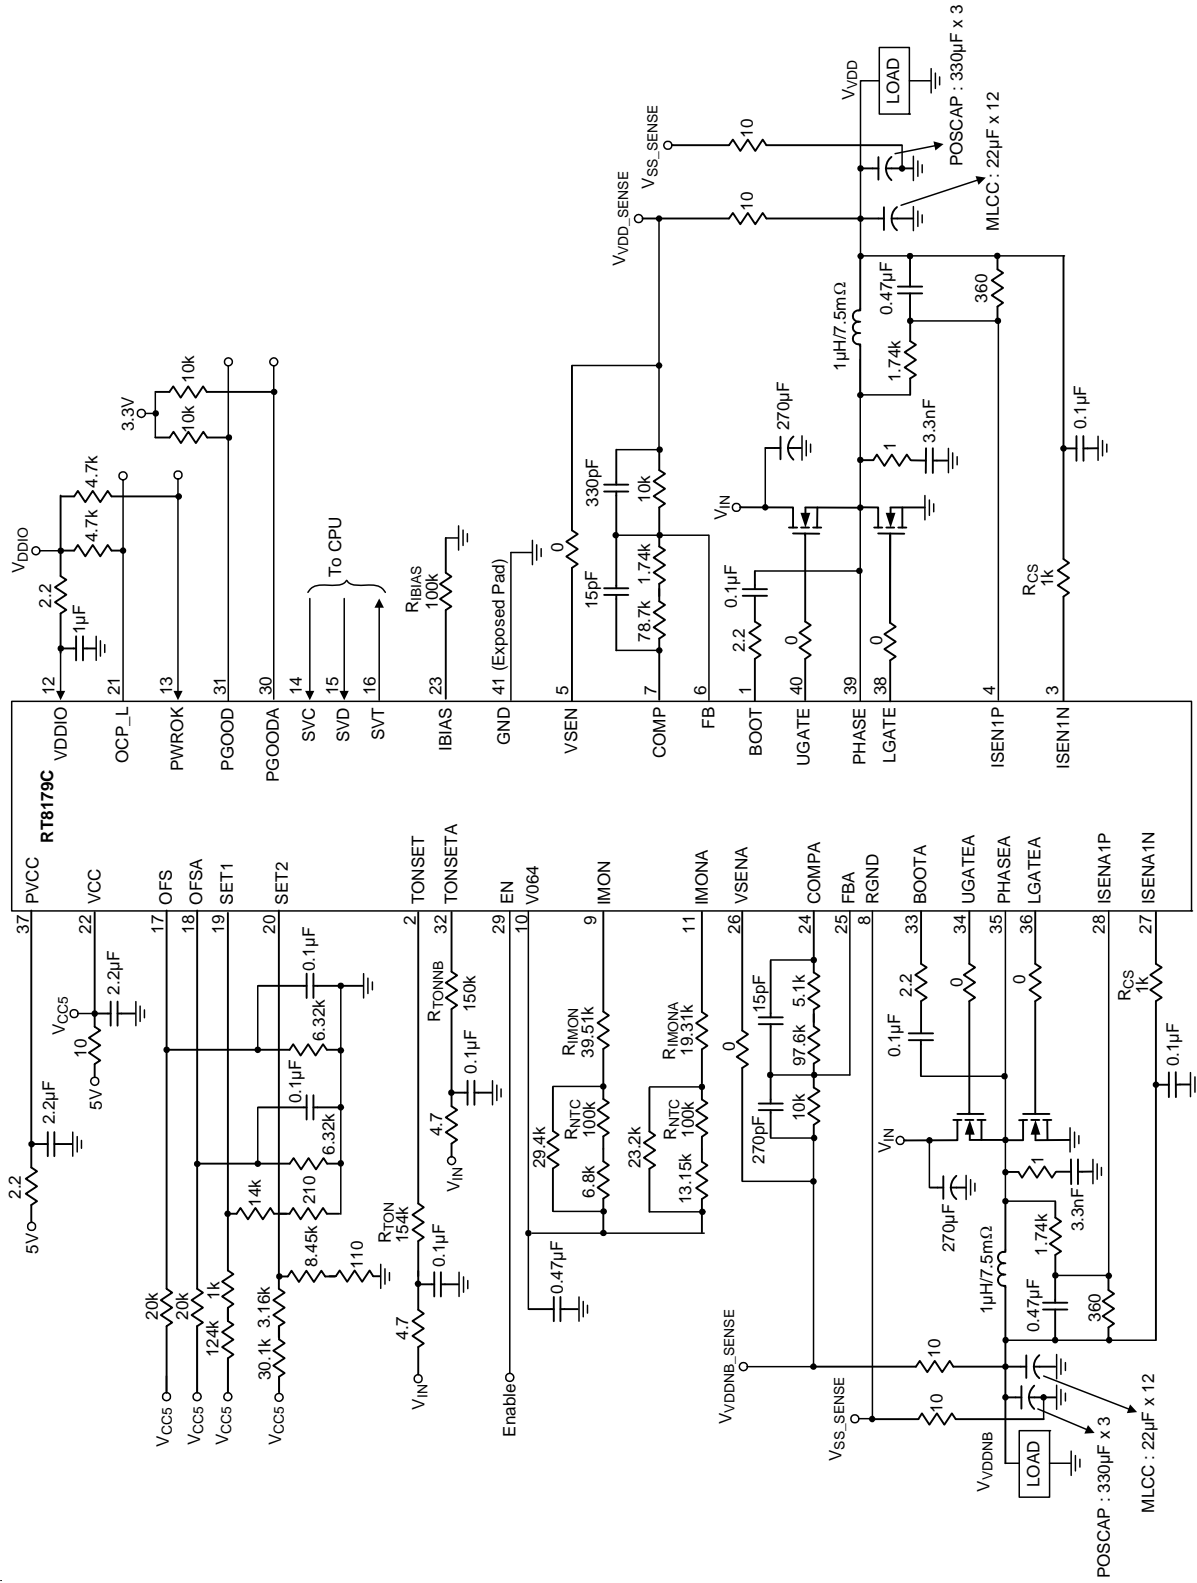 RT8179C
5V
2.2
2.2µF
37
PVCC
5V
10
VCC5
2.2µF
22
VCC
VCC5
20k
17
OFS
VCC5
20k
18
OFSA
VCC5
124k
1k
19
SET1
VCC5
30.1k
3.16k
20
SET2
14k
210
8.45k
110
6.32k
0.1µF
6.32k
0.1µF
VIN
4.7
0.1µF
RTON
154k
2
TONSET
VIN
4.7
0.1µF
RTONNB
150k
32
TONSETA
Enable
29
EN
10
V064
0.47µF
29.4k
6.8k
RNTC
100k
RIMON
39.51k
9
IMON
23.2k
13.15k
RNTC
100k
RIMONA
19.31k
11
IMONA
0
26
VSENA
VVDDNB_SENSE
270pF
15pF
10k
97.6k
5.1k
24
COMPA
25
FBA
VSS_SENSE
8
RGND
0.1µF
2.2
33
BOOTA
VIN
270µF
0
34
UGATEA
35
PHASEA
0
36
LGATEA
1
3.3nF
1µH/7.5mΩ
1.74k
0.47µF
360
28
ISENA1P
RCS
1k
0.1µF
27
ISENA1N
10
10
VVDDNB
LOAD
POSCAP : 330µF x 3
MLCC : 22µF x 12
VDDIO
12
1µF
2.2
VDDIO
OCP_L
21
4.7k
4.7k
PWROK
13
PGOOD
31
3.3V
10k
10k
PGOODA
30
SVC
14
SVD
15
SVT
16
To CPU
IBIAS
23
RIBIAS
100k
GND
41 (Exposed Pad)
VSEN
5
0
COMP
7
78.7k
1.74k
10k
15pF
330pF
FB
6
VVDD_SENSE
VSS_SENSE
10
10
BOOT
1
2.2
0.1µF
VIN
270µF
UGATE
40
0
PHASE
39
LGATE
38
0
1
3.3nF
1µH/7.5mΩ
1.74k
0.47µF
360
ISEN1P
4
ISEN1N
3
RCS
1k
0.1µF
VVDD
LOAD
POSCAP : 330µF x 3
MLCC : 22µF x 12